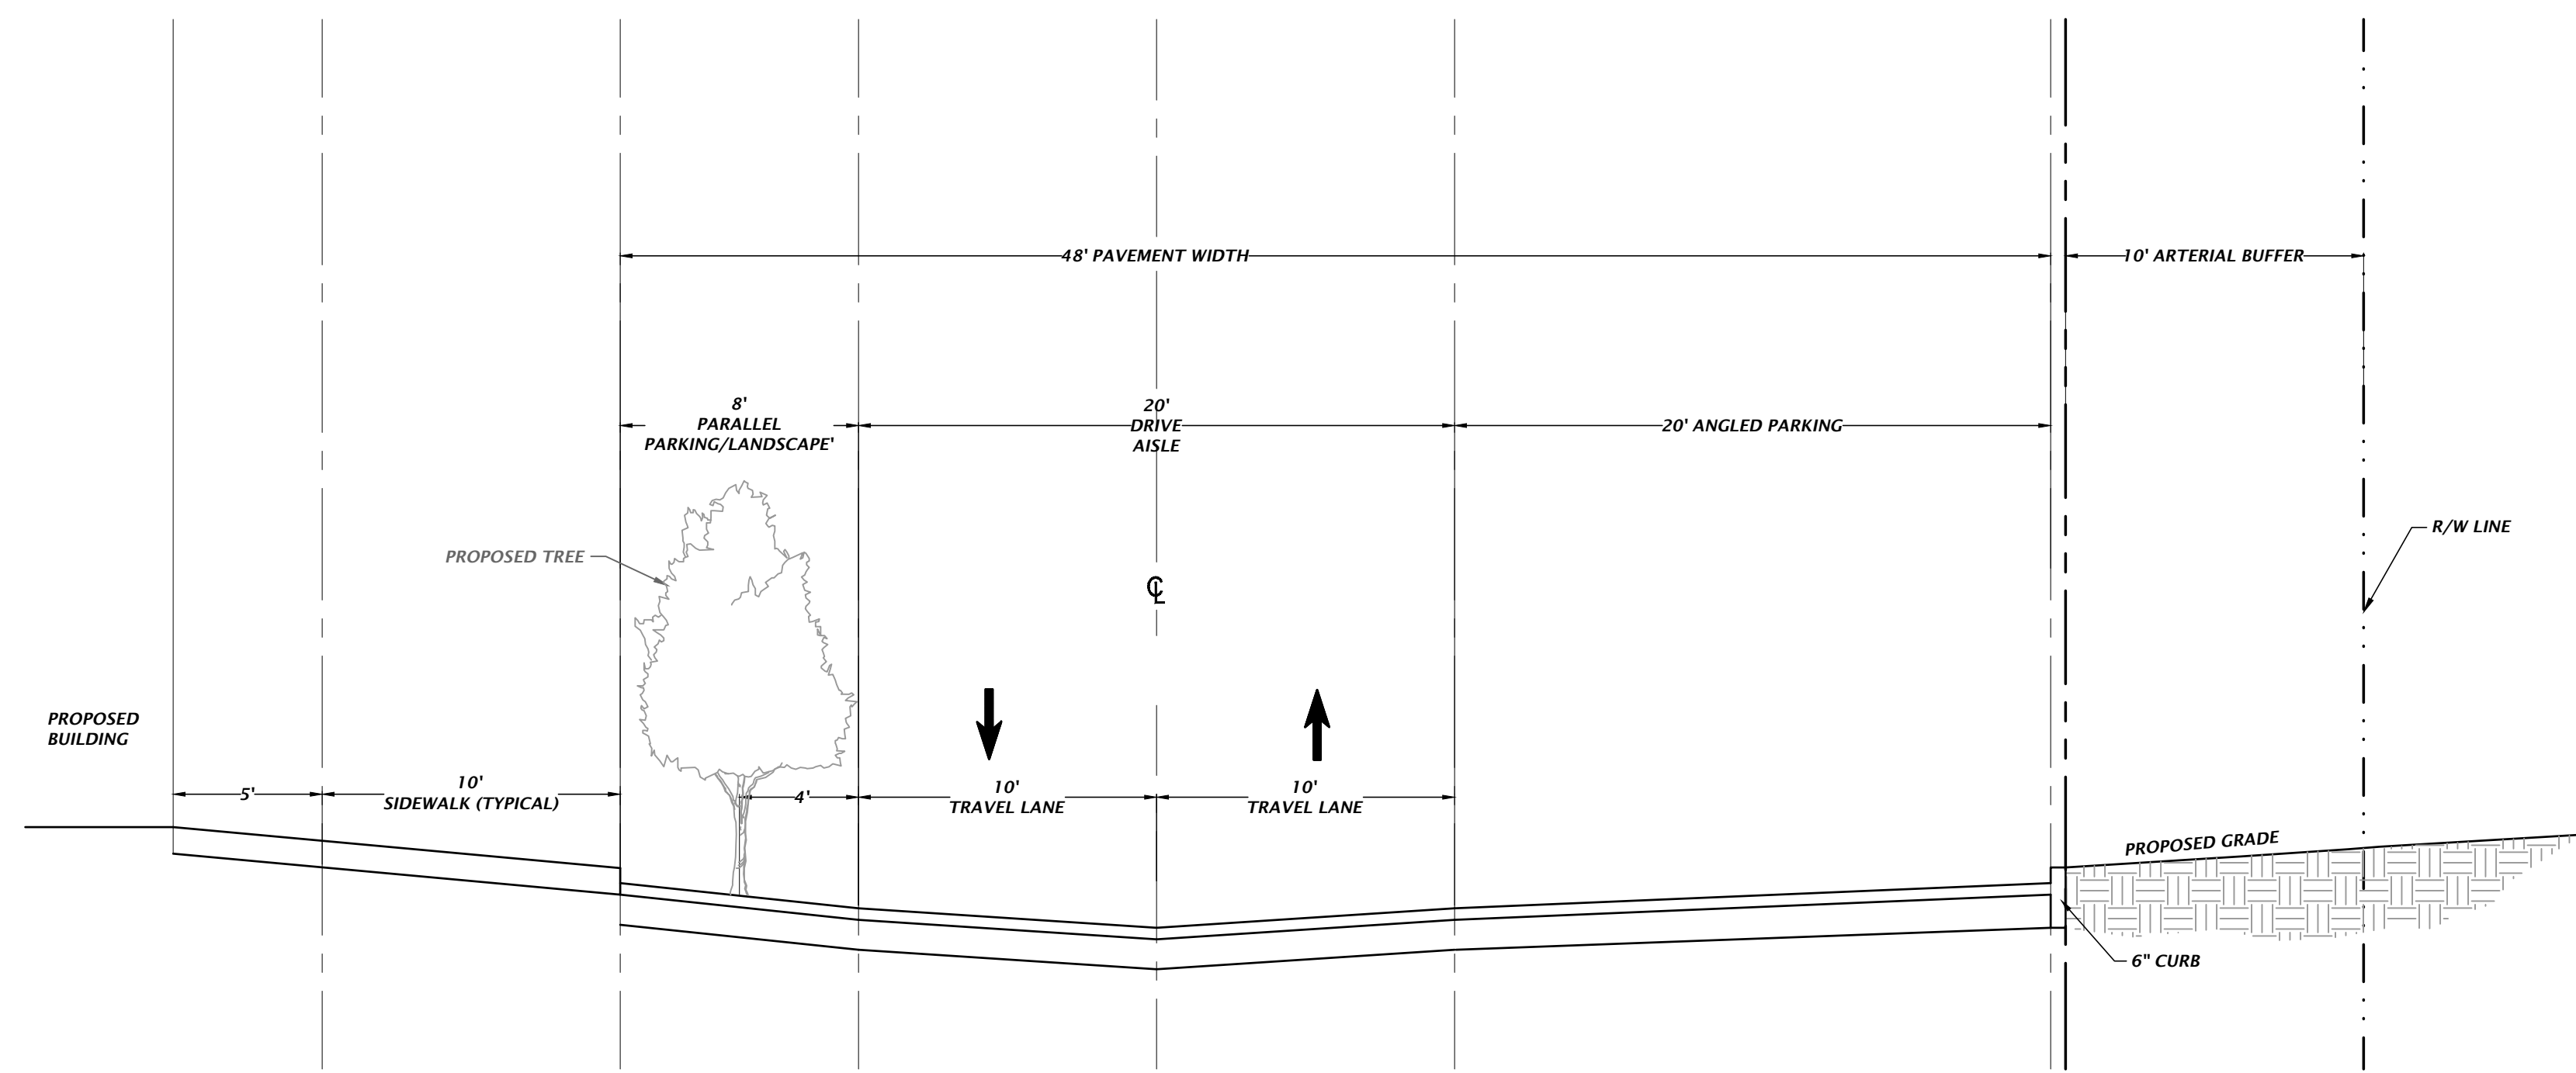 48' PAVEMENT WIDTH
10' ARTERIAL BUFFER
8'
PARALLEL
PARKING/LANDSCAPE'
20'
DRIVE
AISLE
20' ANGLED PARKING
R/W LINE
PROPOSED TREE
℄
PROPOSED
BUILDING
5'
10'
SIDEWALK (TYPICAL)
4'
10'
TRAVEL LANE
10'
TRAVEL LANE
PROPOSED GRADE
6" CURB